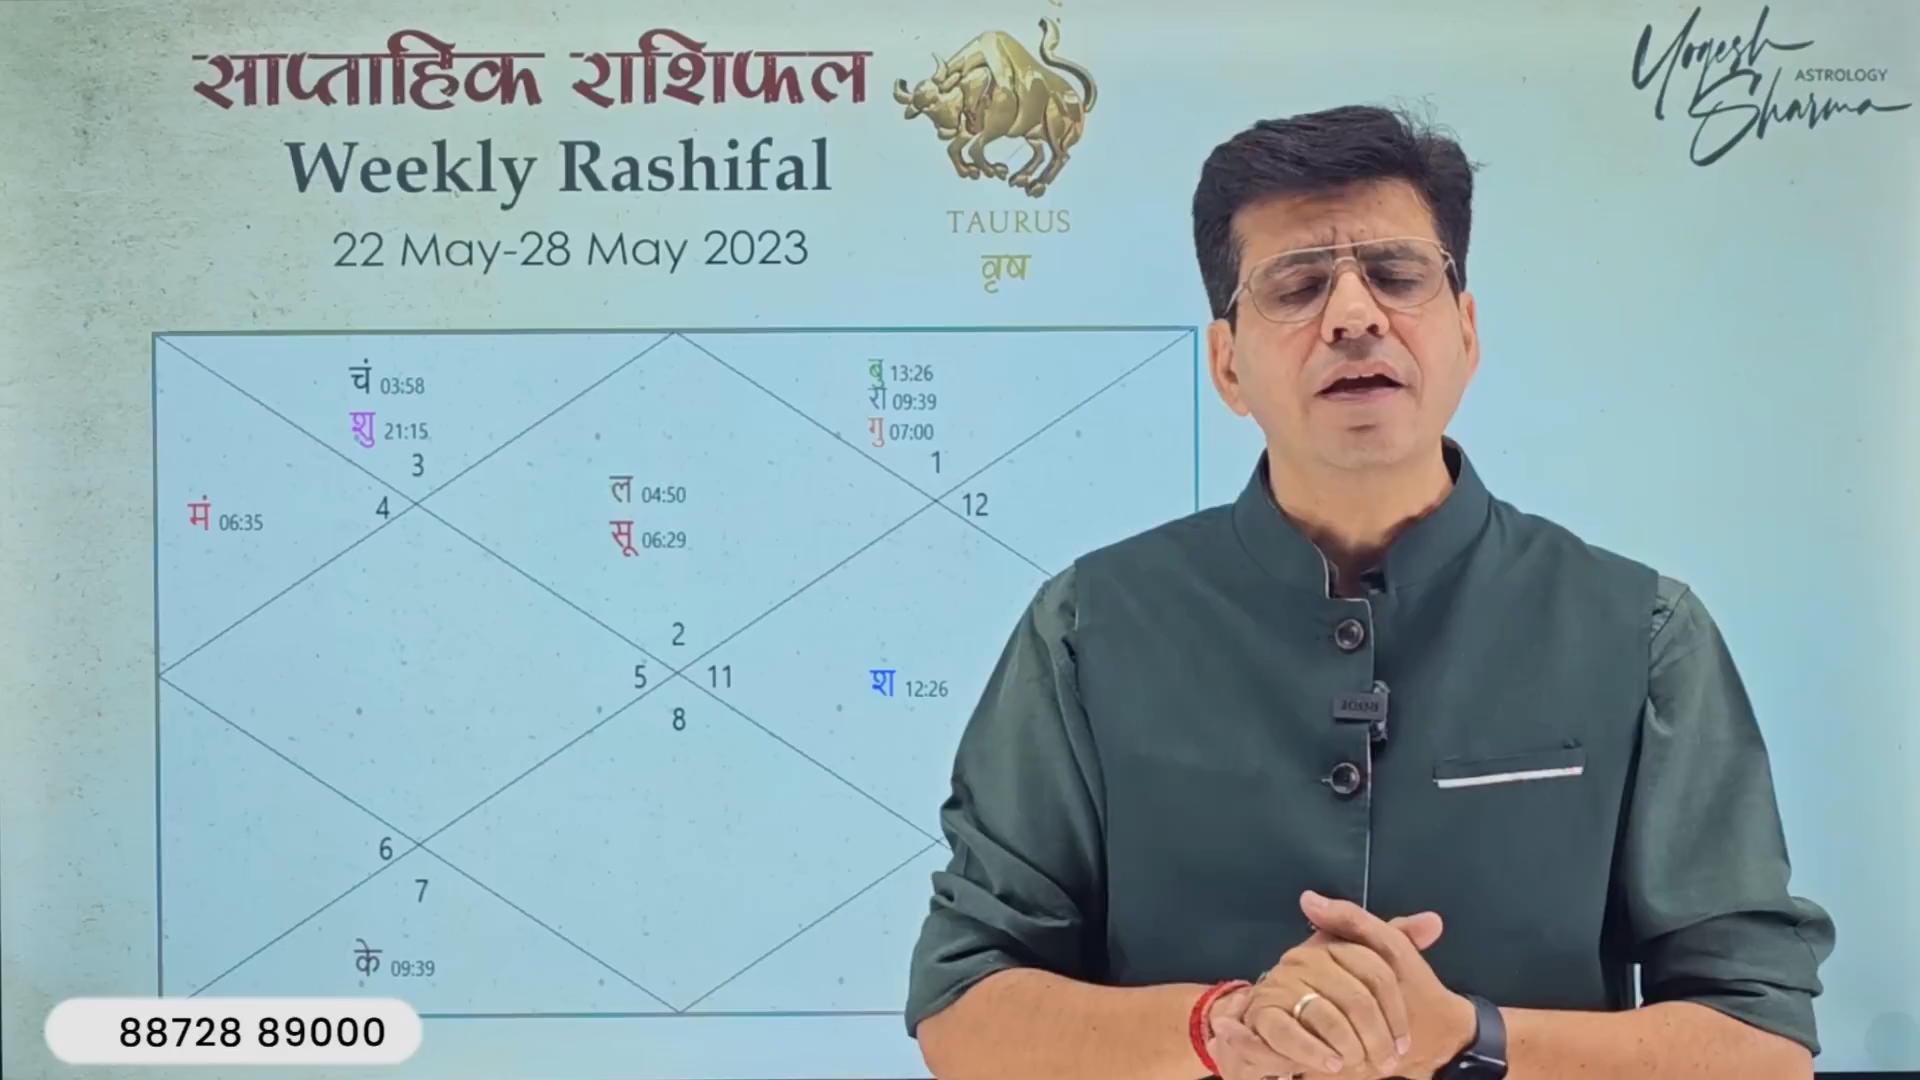 साप्ताहिक राशिफल
Weekly Rashifal
22 May-28 May 2023
TAURUS
वृष
Yogesh
Sharma
ASTROLOGY
चं 03:58
शु 21:15
3
4
मं 06:35
ल 04:50
सू 06:29
2
5
11
8
बु 13:26
रा 09:39
गु 07:00
1
12
श 12:26
6
7
के 09:39
88728 89000